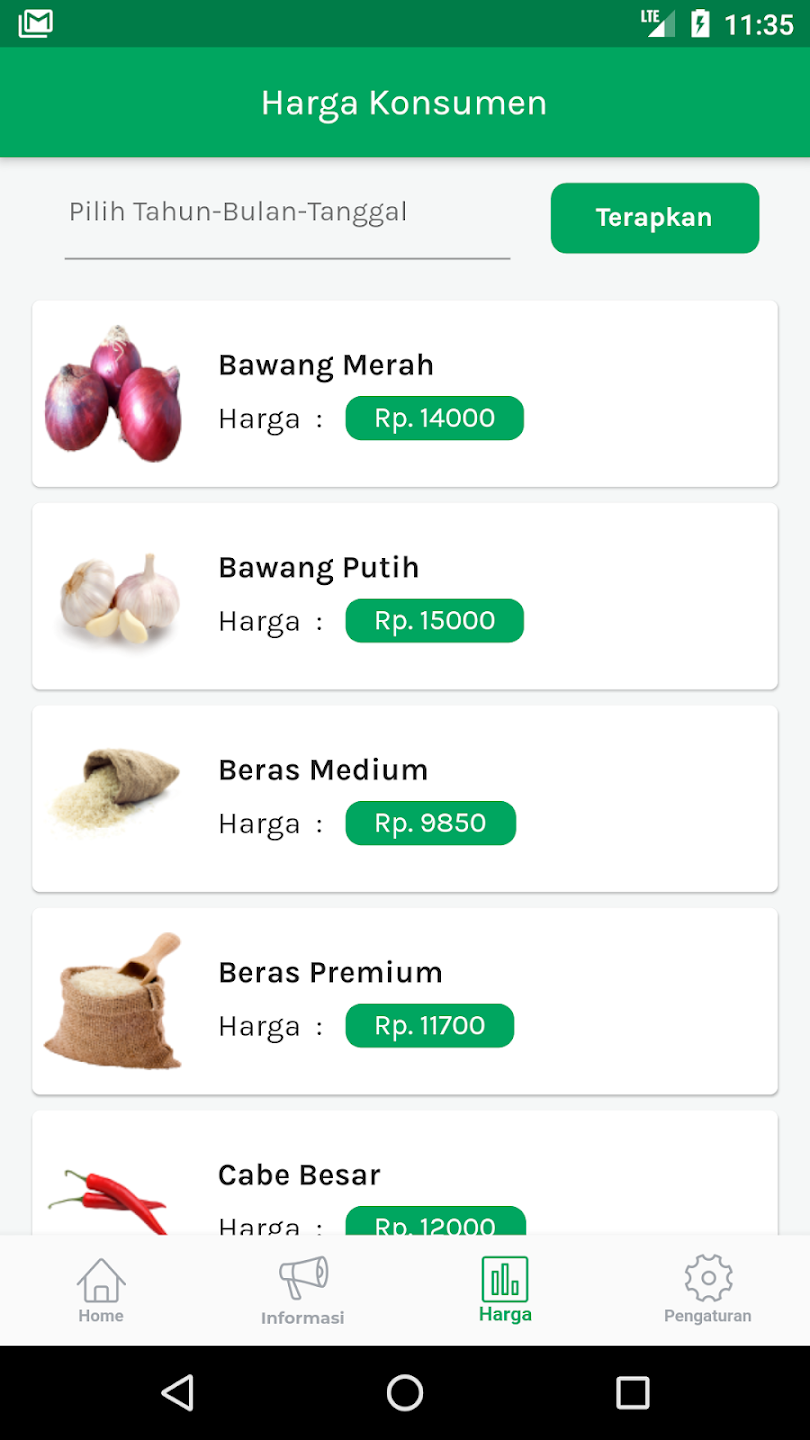 LTE 11:35
Harga Konsumen
Pilih Tahun-Bulan-Tanggal
Terapkan
Bawang Merah
Harga : Rp. 14000
Bawang Putih
Harga : Rp. 15000
Beras Medium
Harga : Rp. 9850
Beras Premium
Harga : Rp. 11700
Cabe Besar
Harga : Rp. 12000
Home Informasi Harga Pengaturan